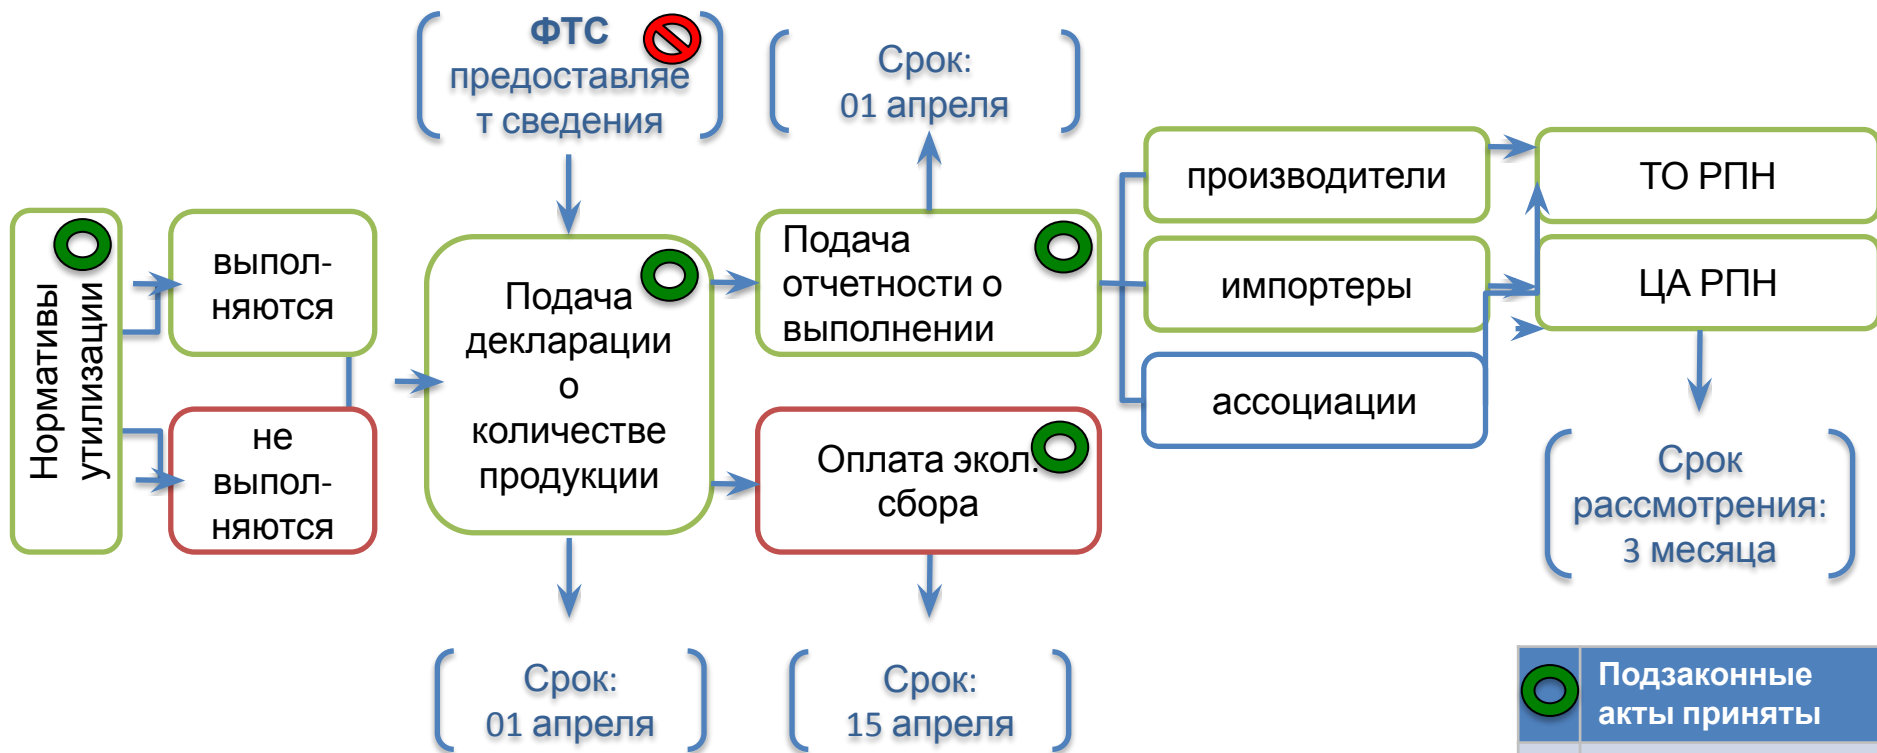 ФТС
предоставляе
т сведения
Срок:
01 апреля
Нормативы
утилизации
выпол-
няются
не
выпол-
няются
Подача
декларации
о
количестве
продукции
Подача
отчетности о
выполнении
Оплата экол.
сбора
производители
импортеры
ассоциации
ТО РПН
ЦА РПН
Срок
рассмотрения:
3 месяца
Срок:
01 апреля
Срок:
15 апреля
Подзаконные
акты приняты